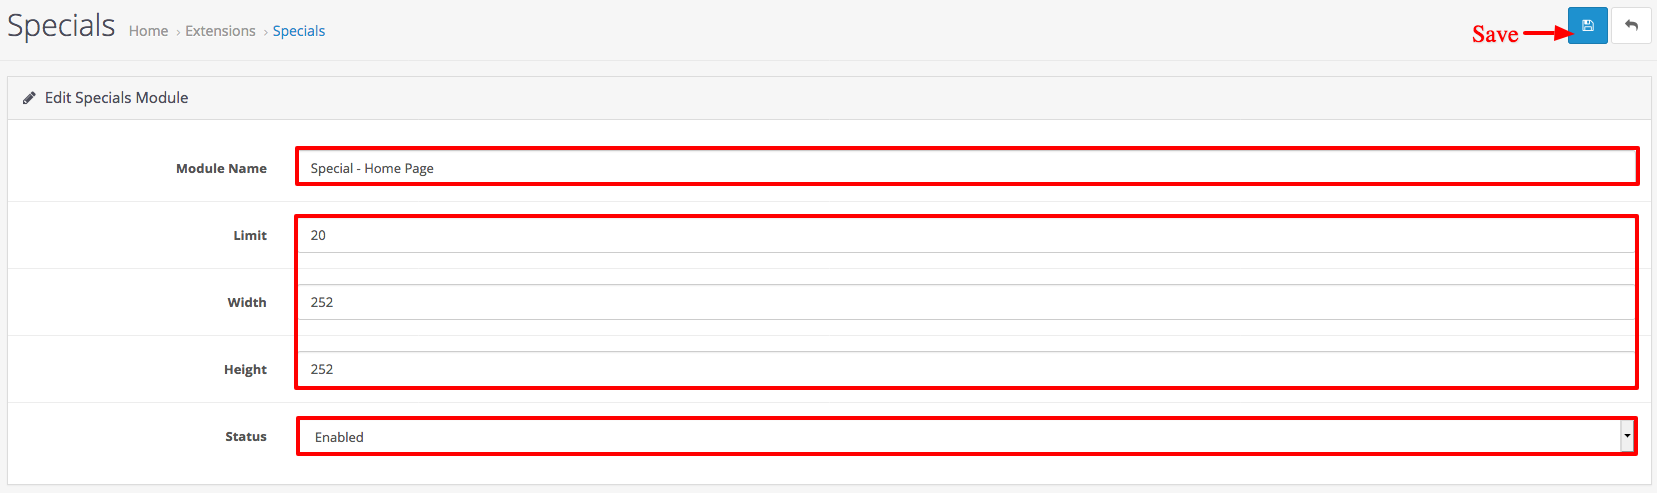 Specials Home › Extensions › Specials
Save
Edit Specials Module
Module Name Special - Home Page
Limit 20
Width 252
Height 252
Status Enabled